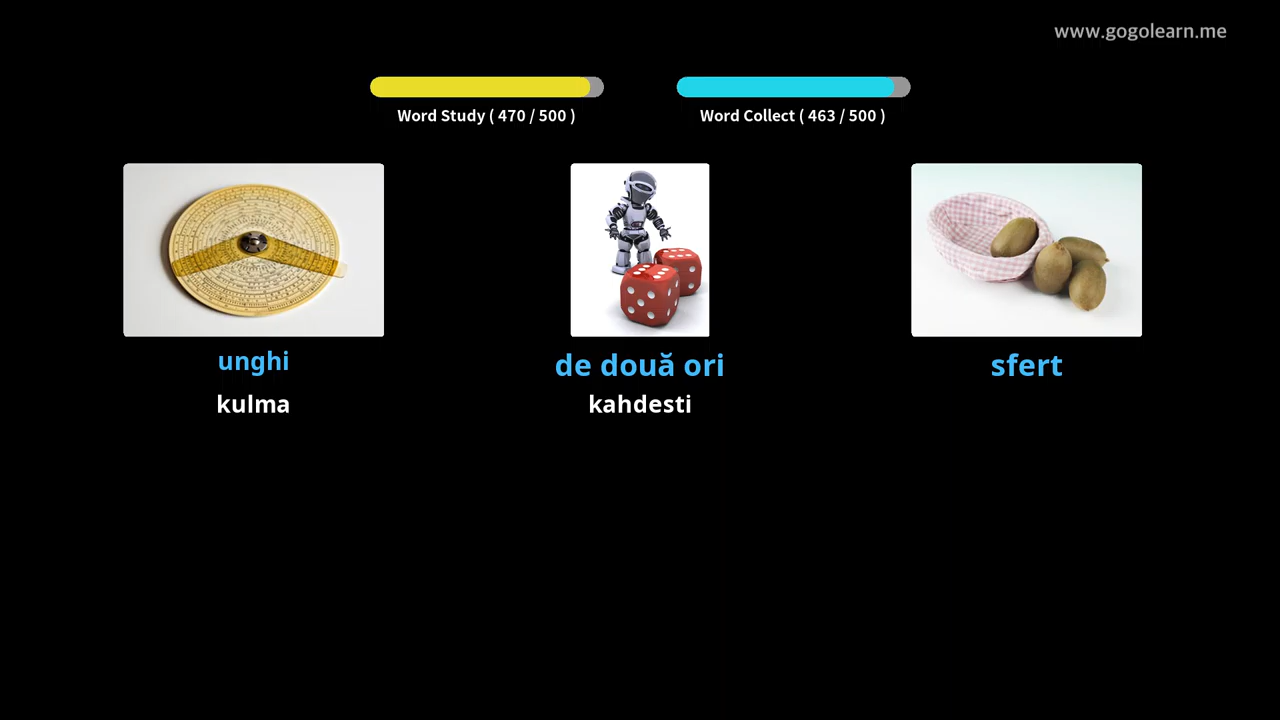 www.gogolearn.me
Word Study ( 470 / 500 )
Word Collect ( 463 / 500 )
unghi
kulma
de două ori
kahdesti
sfert